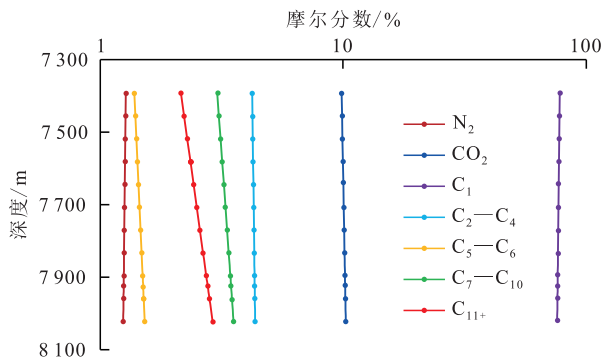 摩尔分数/%
1 10 100
7 300
7 500
7 700
7 900
8 100
深度/m
N₂
CO₂
C₁
C₂—C₄
C₅—C₆
C₇—C₁₀
C₁₁₊